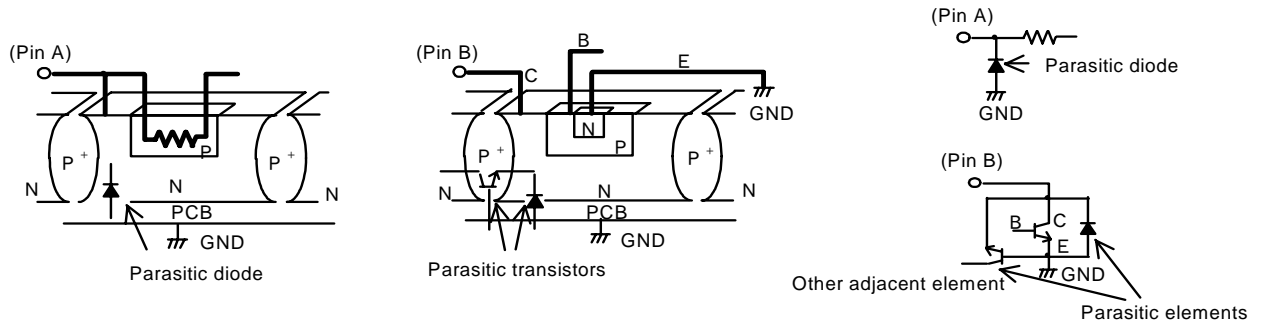 (Pin A)
P+
P
P+
N
N
N
PCB
GND
Parasitic diode
(Pin B)
B
C
E
GND
N
P
P+
P+
N
N
N
PCB
GND
Parasitic transistors
(Pin A)
Parasitic diode
GND
(Pin B)
B
C
E
GND
Other adjacent element
Parasitic elements